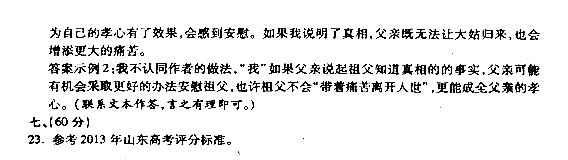 为自己的孝心有了效果,会感到安慰。如果我说明了真相,父亲既无法让大姑归来,也会
增添更大的痛苦。
答案示例2:我不认同作者的做法。“我”如果父亲说起祖父知道真相的的事实,父亲可能
有机会采取更好的办法安慰祖父,也许祖父不会“带着痛苦离开人世”,更能成全父亲的孝
心。(联系文本作答,言之有理即可。)
七、(60分)
23. 参考2013年山东高考评分标准。